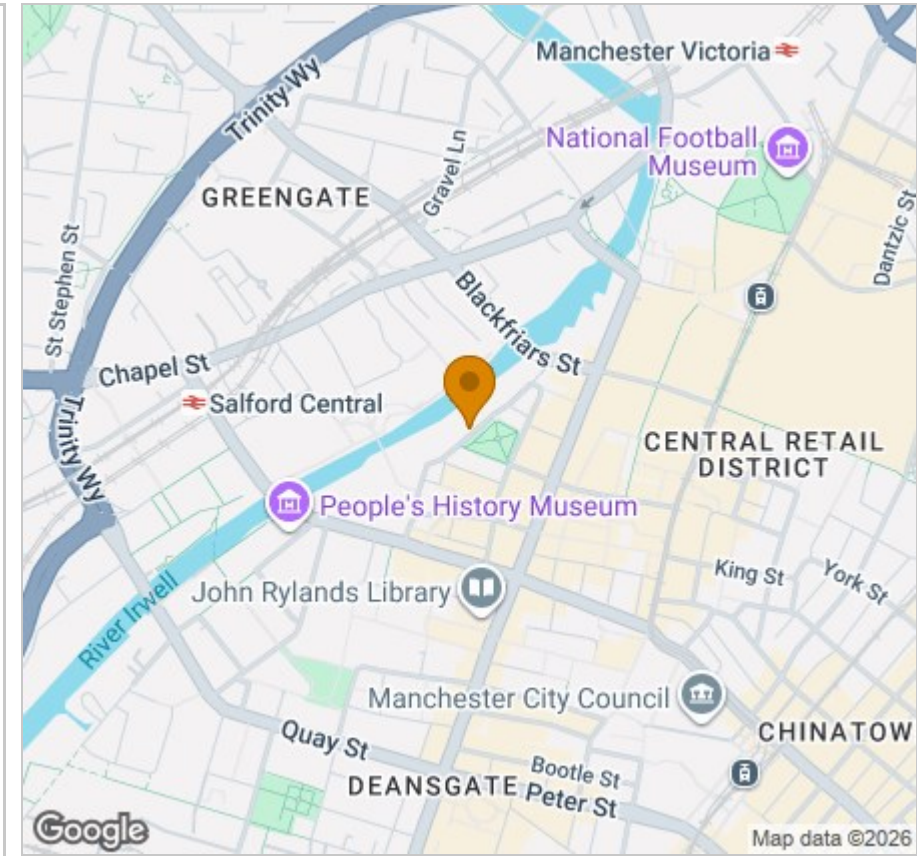 Manchester Victoria
Trinity Wy
National Football
Museum
Gravel Ln
GREENGATE
Dantzic St
St Stephen St
Blackfriars St
Chapel St
Salford Central
Trinity Wy
CENTRAL RETAIL
DISTRICT
People's History Museum
King St
York St
John Rylands Library
River Irwell
Manchester City Council
CHINATOW
Quay St
Bootle St
DEANSGATE
Peter St
Google
Map data ©2026